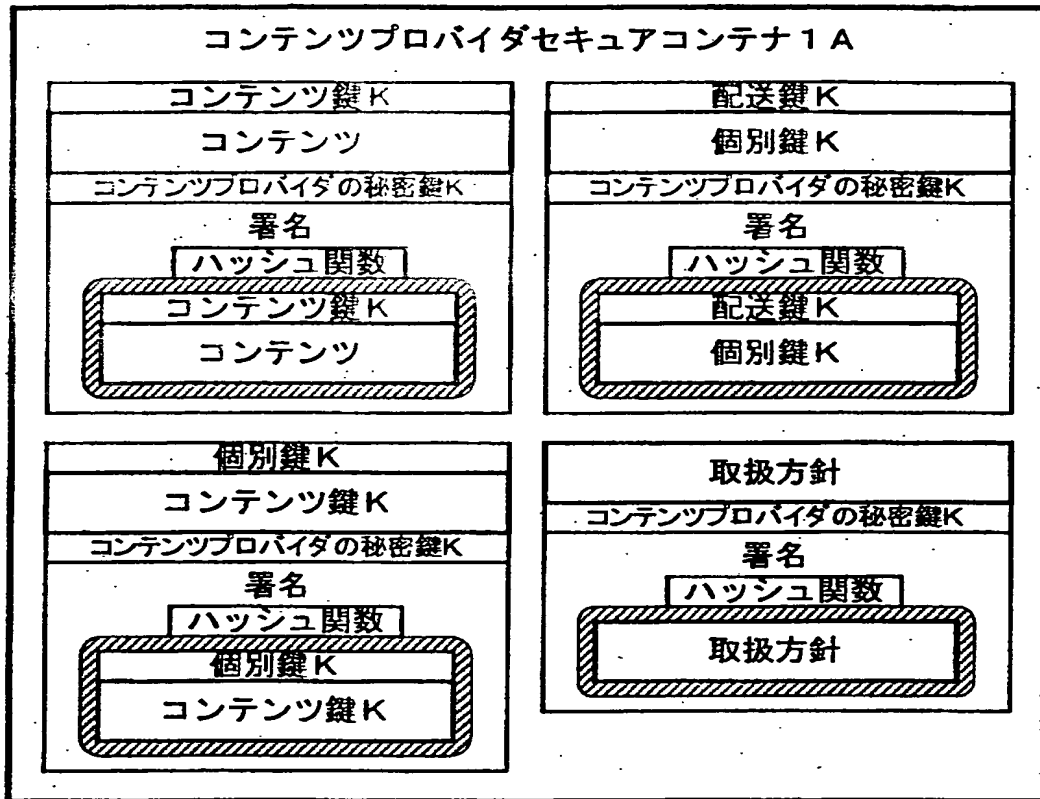 コンテンツプロバイダセキュアコンテナ1A
コンテンツ鍵K
コンテンツ
コンテンツプロバイダの秘密鍵K
署名
ハッシュ関数
コンテンツ鍵K
コンテンツ
配送鍵K
個別鍵K
コンテンツプロバイダの秘密鍵K
署名
ハッシュ関数
配送鍵K
個別鍵K
個別鍵K
コンテンツ鍵K
コンテンツプロバイダの秘密鍵K
署名
ハッシュ関数
個別鍵K
コンテンツ鍵K
取扱方針
コンテンツプロバイダの秘密鍵K
署名
ハッシュ関数
取扱方針